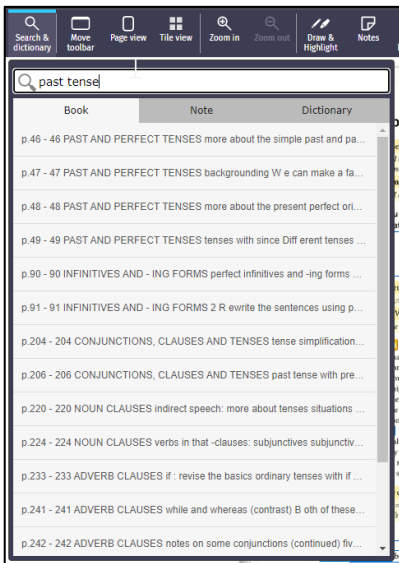 Search & dictionary
Move toolbar
Page view
Tile view
Zoom in
Zoom out
Draw & Highlight
Notes
past tense
Book Note Dictionary
p.46 - 46 PAST AND PERFECT TENSES more about the simple past and pa...
p.47 - 47 PAST AND PERFECT TENSES backgrounding W e can make a fa...
p.48 - 48 PAST AND PERFECT TENSES more about the present perfect ori...
p.49 - 49 PAST AND PERFECT TENSES tenses with since Diff erent tenses ...
p.90 - 90 INFINITIVES AND - ING FORMS perfect infinitives and -ing forms ...
p.91 - 91 INFINITIVES AND - ING FORMS 2 R ewrite the sentences using p...
p.204 - 204 CONJUNCTIONS, CLAUSES AND TENSES tense simplification...
p.206 - 206 CONJUNCTIONS, CLAUSES AND TENSES past tense with pre...
p.220 - 220 NOUN CLAUSES indirect speech: more about tenses situations ...
p.224 - 224 NOUN CLAUSES verbs in that -clauses: subjunctives subjunctiv...
p.233 - 233 ADVERB CLAUSES if : revise the basics ordinary tenses with if ...
p.241 - 241 ADVERB CLAUSES while and whereas (contrast) B oth of these...
p.242 - 242 ADVERB CLAUSES notes on some conjunctions (continued) fiv...